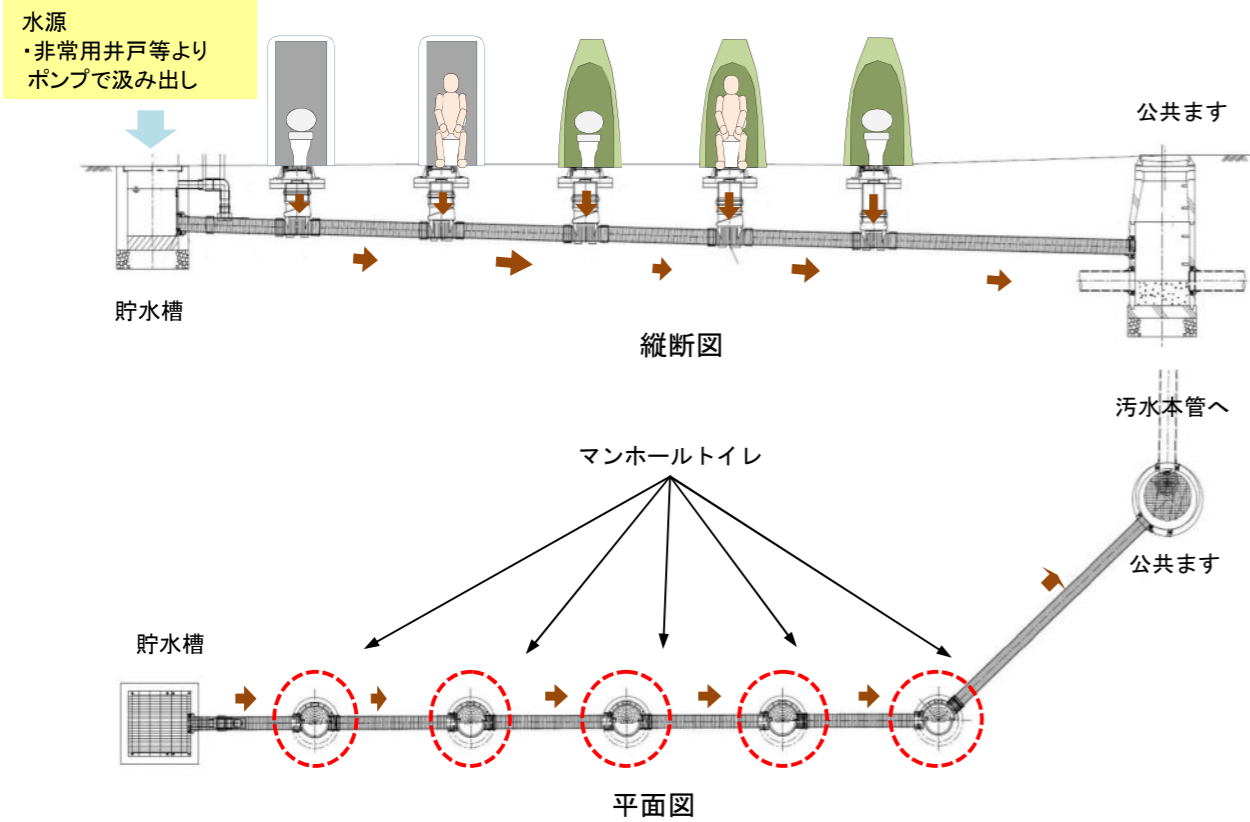 水源
・非常用井戸等より
ポンプで汲み出し
公共ます
貯水槽
縦断図
汚水本管へ
マンホールトイレ
公共ます
貯水槽
平面図